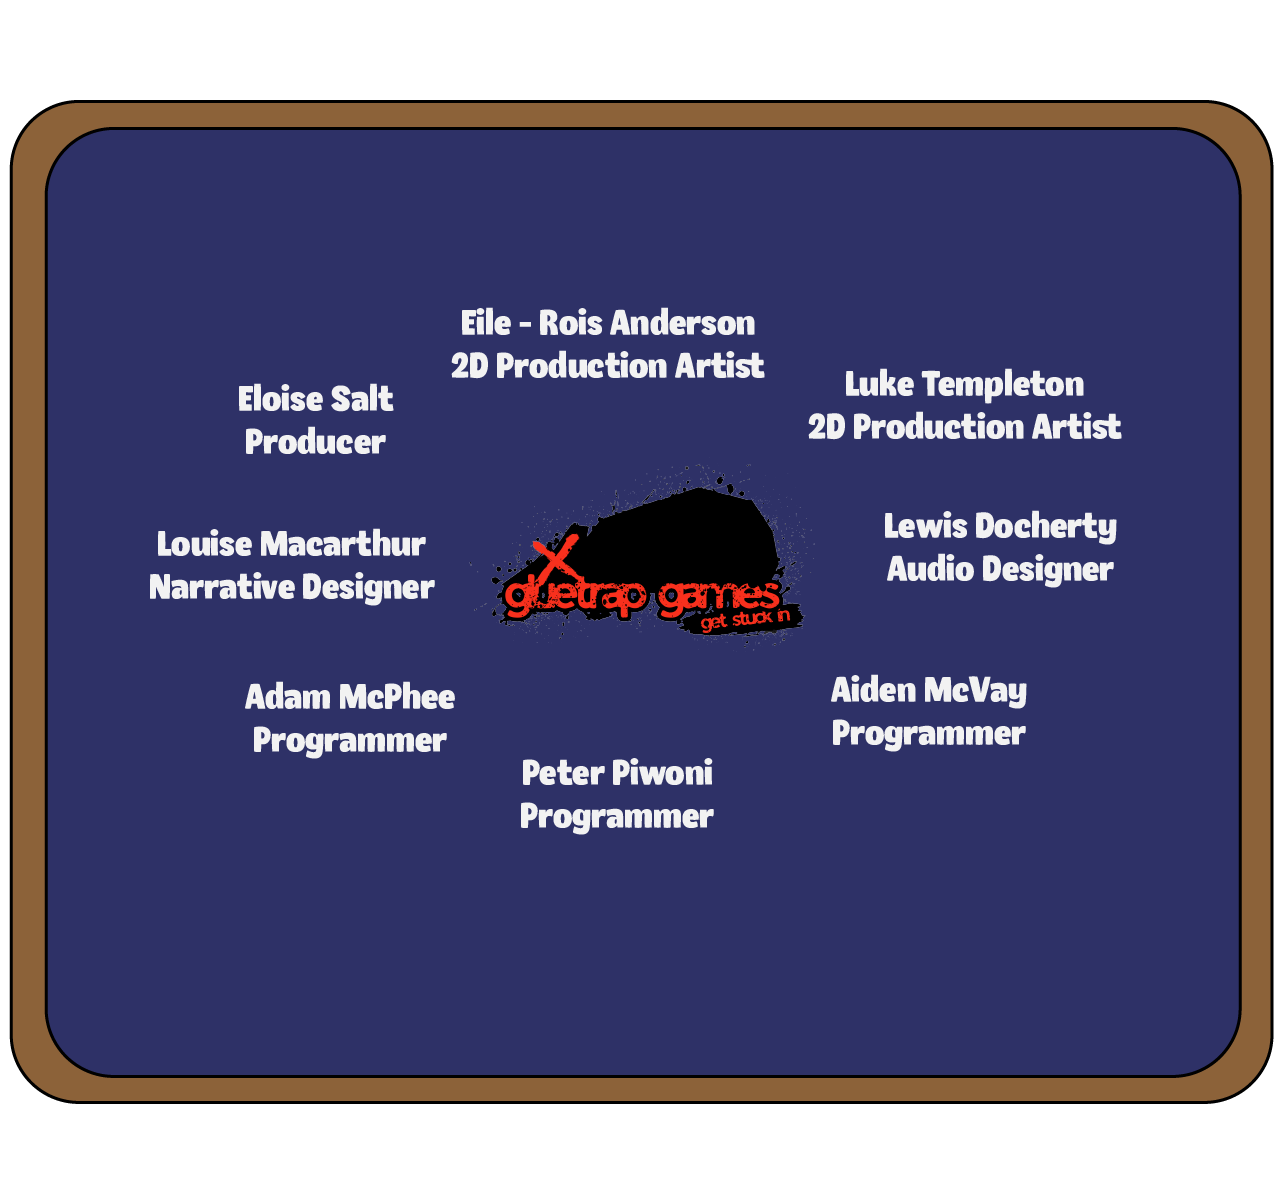 Eile - Rois Anderson
2D Production Artist
Luke Templeton
2D Production Artist
Eloise Salt
Producer
Lewis Docherty
Audio Designer
Louise Macarthur
Narrative Designer
gluetrap games
get stuck in
Aiden McVay
Programmer
Adam McPhee
Programmer
Peter Piwoni
Programmer